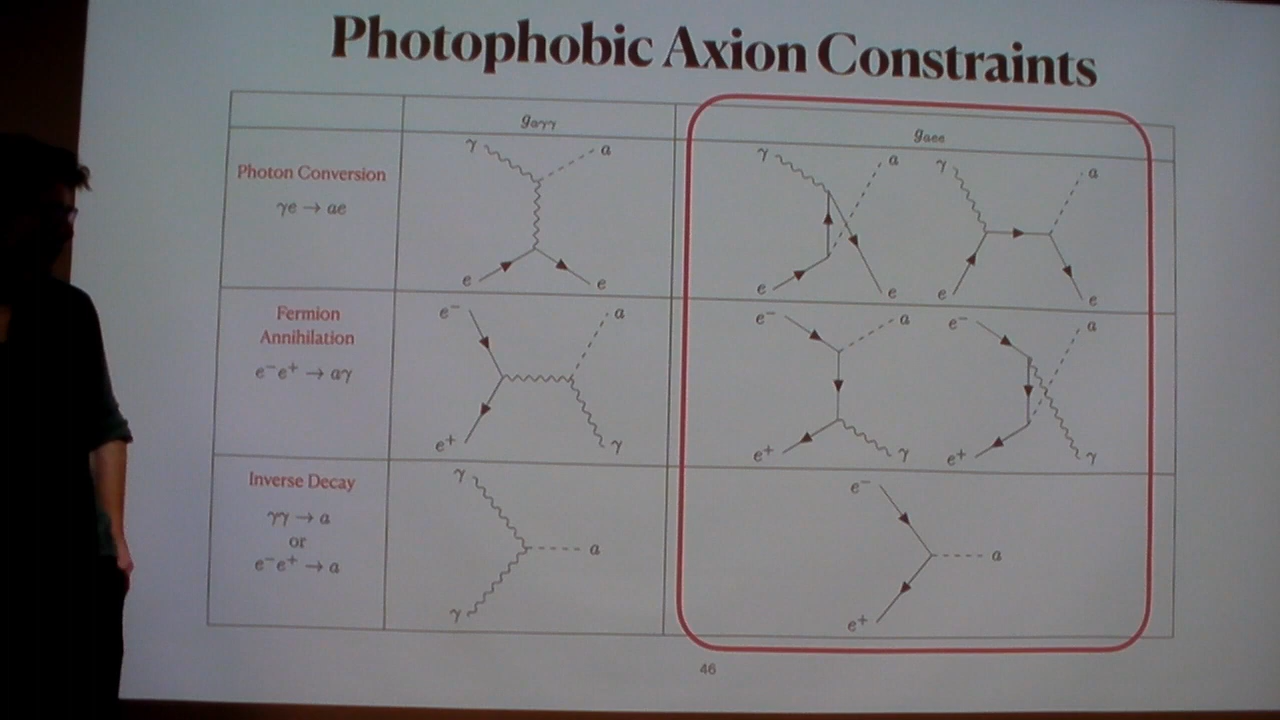 Photophobic Axion Constraints
gaγγ
gaee
Photon Conversion
γe → ae
γ
a
e
e
γ
a
e
e
γ
a
e
e
Fermion
Annihilation
e⁻e⁺ → aγ
e⁻
a
e⁺
γ
e⁻
a
e⁺
γ
e⁻
a
e⁺
γ
Inverse Decay
γγ → a
or
e⁻e⁺ → a
γ
a
γ
e⁻
a
e⁺
46